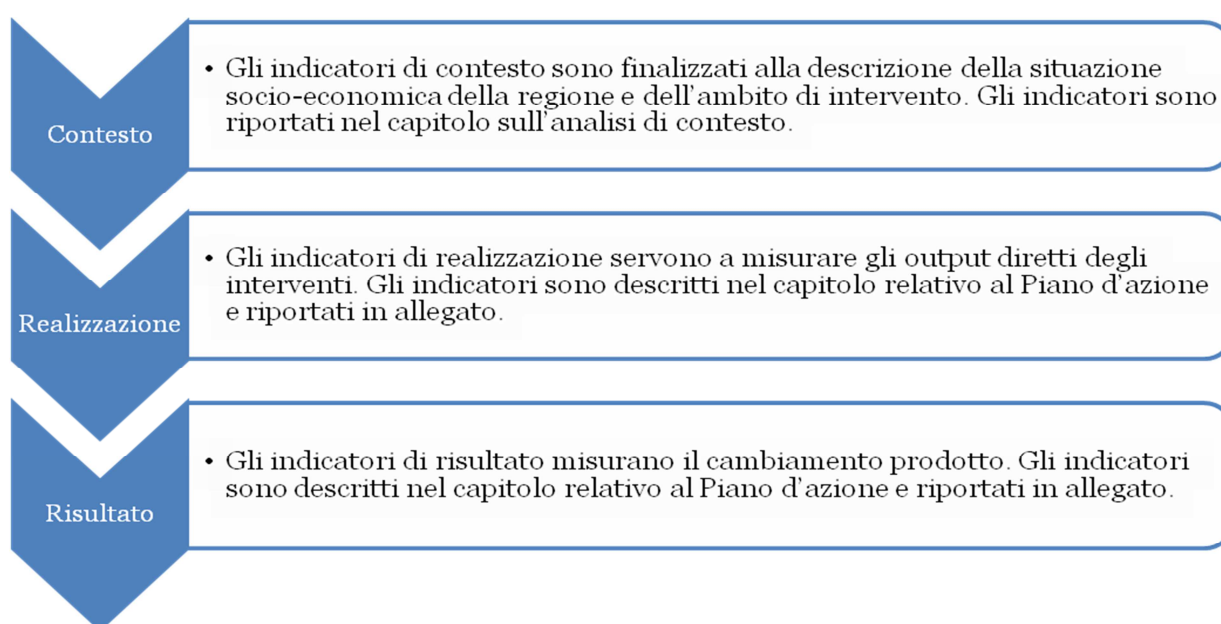 Contesto
• Gli indicatori di contesto sono finalizzati alla descrizione della situazione
socio-economica della regione e dell'ambito di intervento. Gli indicatori sono
riportati nel capitolo sull'analisi di contesto.
Realizzazione
• Gli indicatori di realizzazione servono a misurare gli output diretti degli
interventi. Gli indicatori sono descritti nel capitolo relativo al Piano d'azione
e riportati in allegato.
Risultato
• Gli indicatori di risultato misurano il cambiamento prodotto. Gli indicatori
sono descritti nel capitolo relativo al Piano d'azione e riportati in allegato.